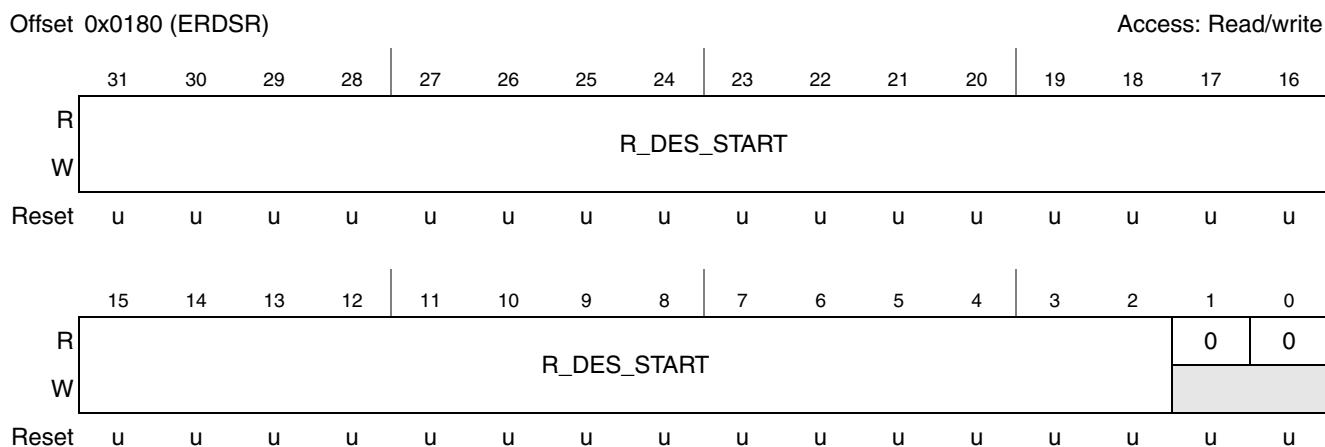 Offset 0x0180 (ERDSR) Access: Read/write
31 30 29 28 27 26 25 24 23 22 21 20 19 18 17 16
R
R_DES_START
W
Reset u u u u u u u u u u u u u u u u
15 14 13 12 11 10 9 8 7 6 5 4 3 2 1 0
R 0 0
R_DES_START
W
Reset u u u u u u u u u u u u u u u u